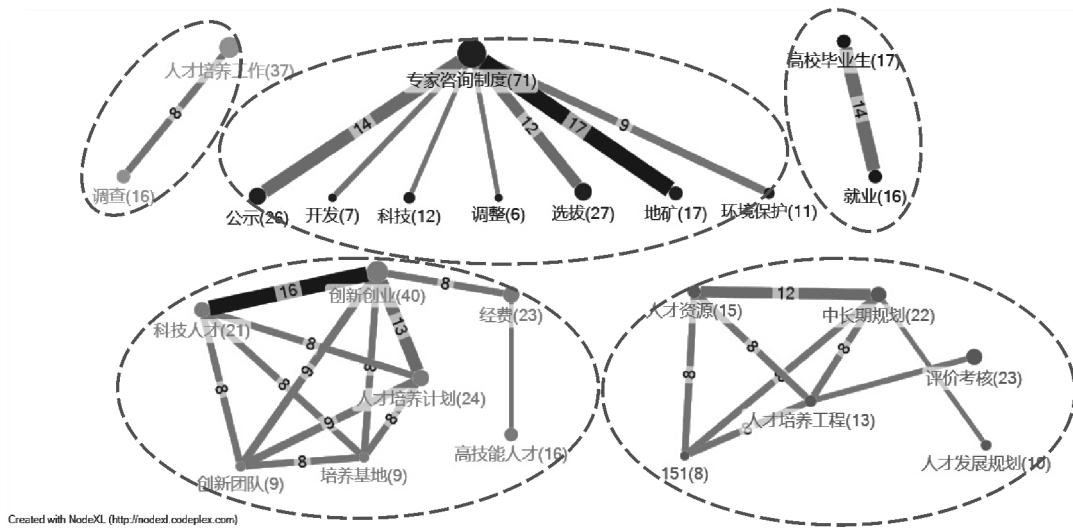 人才培养工作(37)
8
调查(16)
专家咨询制度(71)
14
12
17
9
公示(26)
开发(7)
科技(12)
调整(6)
选拔(27)
地矿(17)
环境保护(11)
高校毕业生(17)
14
就业(16)
创新创业(40)
16
8
科技人才(21)
经费(23)
13
8
9
8
8
8
人才培养计划(24)
9
8
高技能人才(16)
8
创新团队(9)
培养基地(9)
人才资源(15)
12
中长期规划(22)
8
8
8
8
评价考核(23)
人才培养工程(13)
8
151(8)
人才发展规划(10)
Created with NodeXL (http://nodexl.codeplex.com)